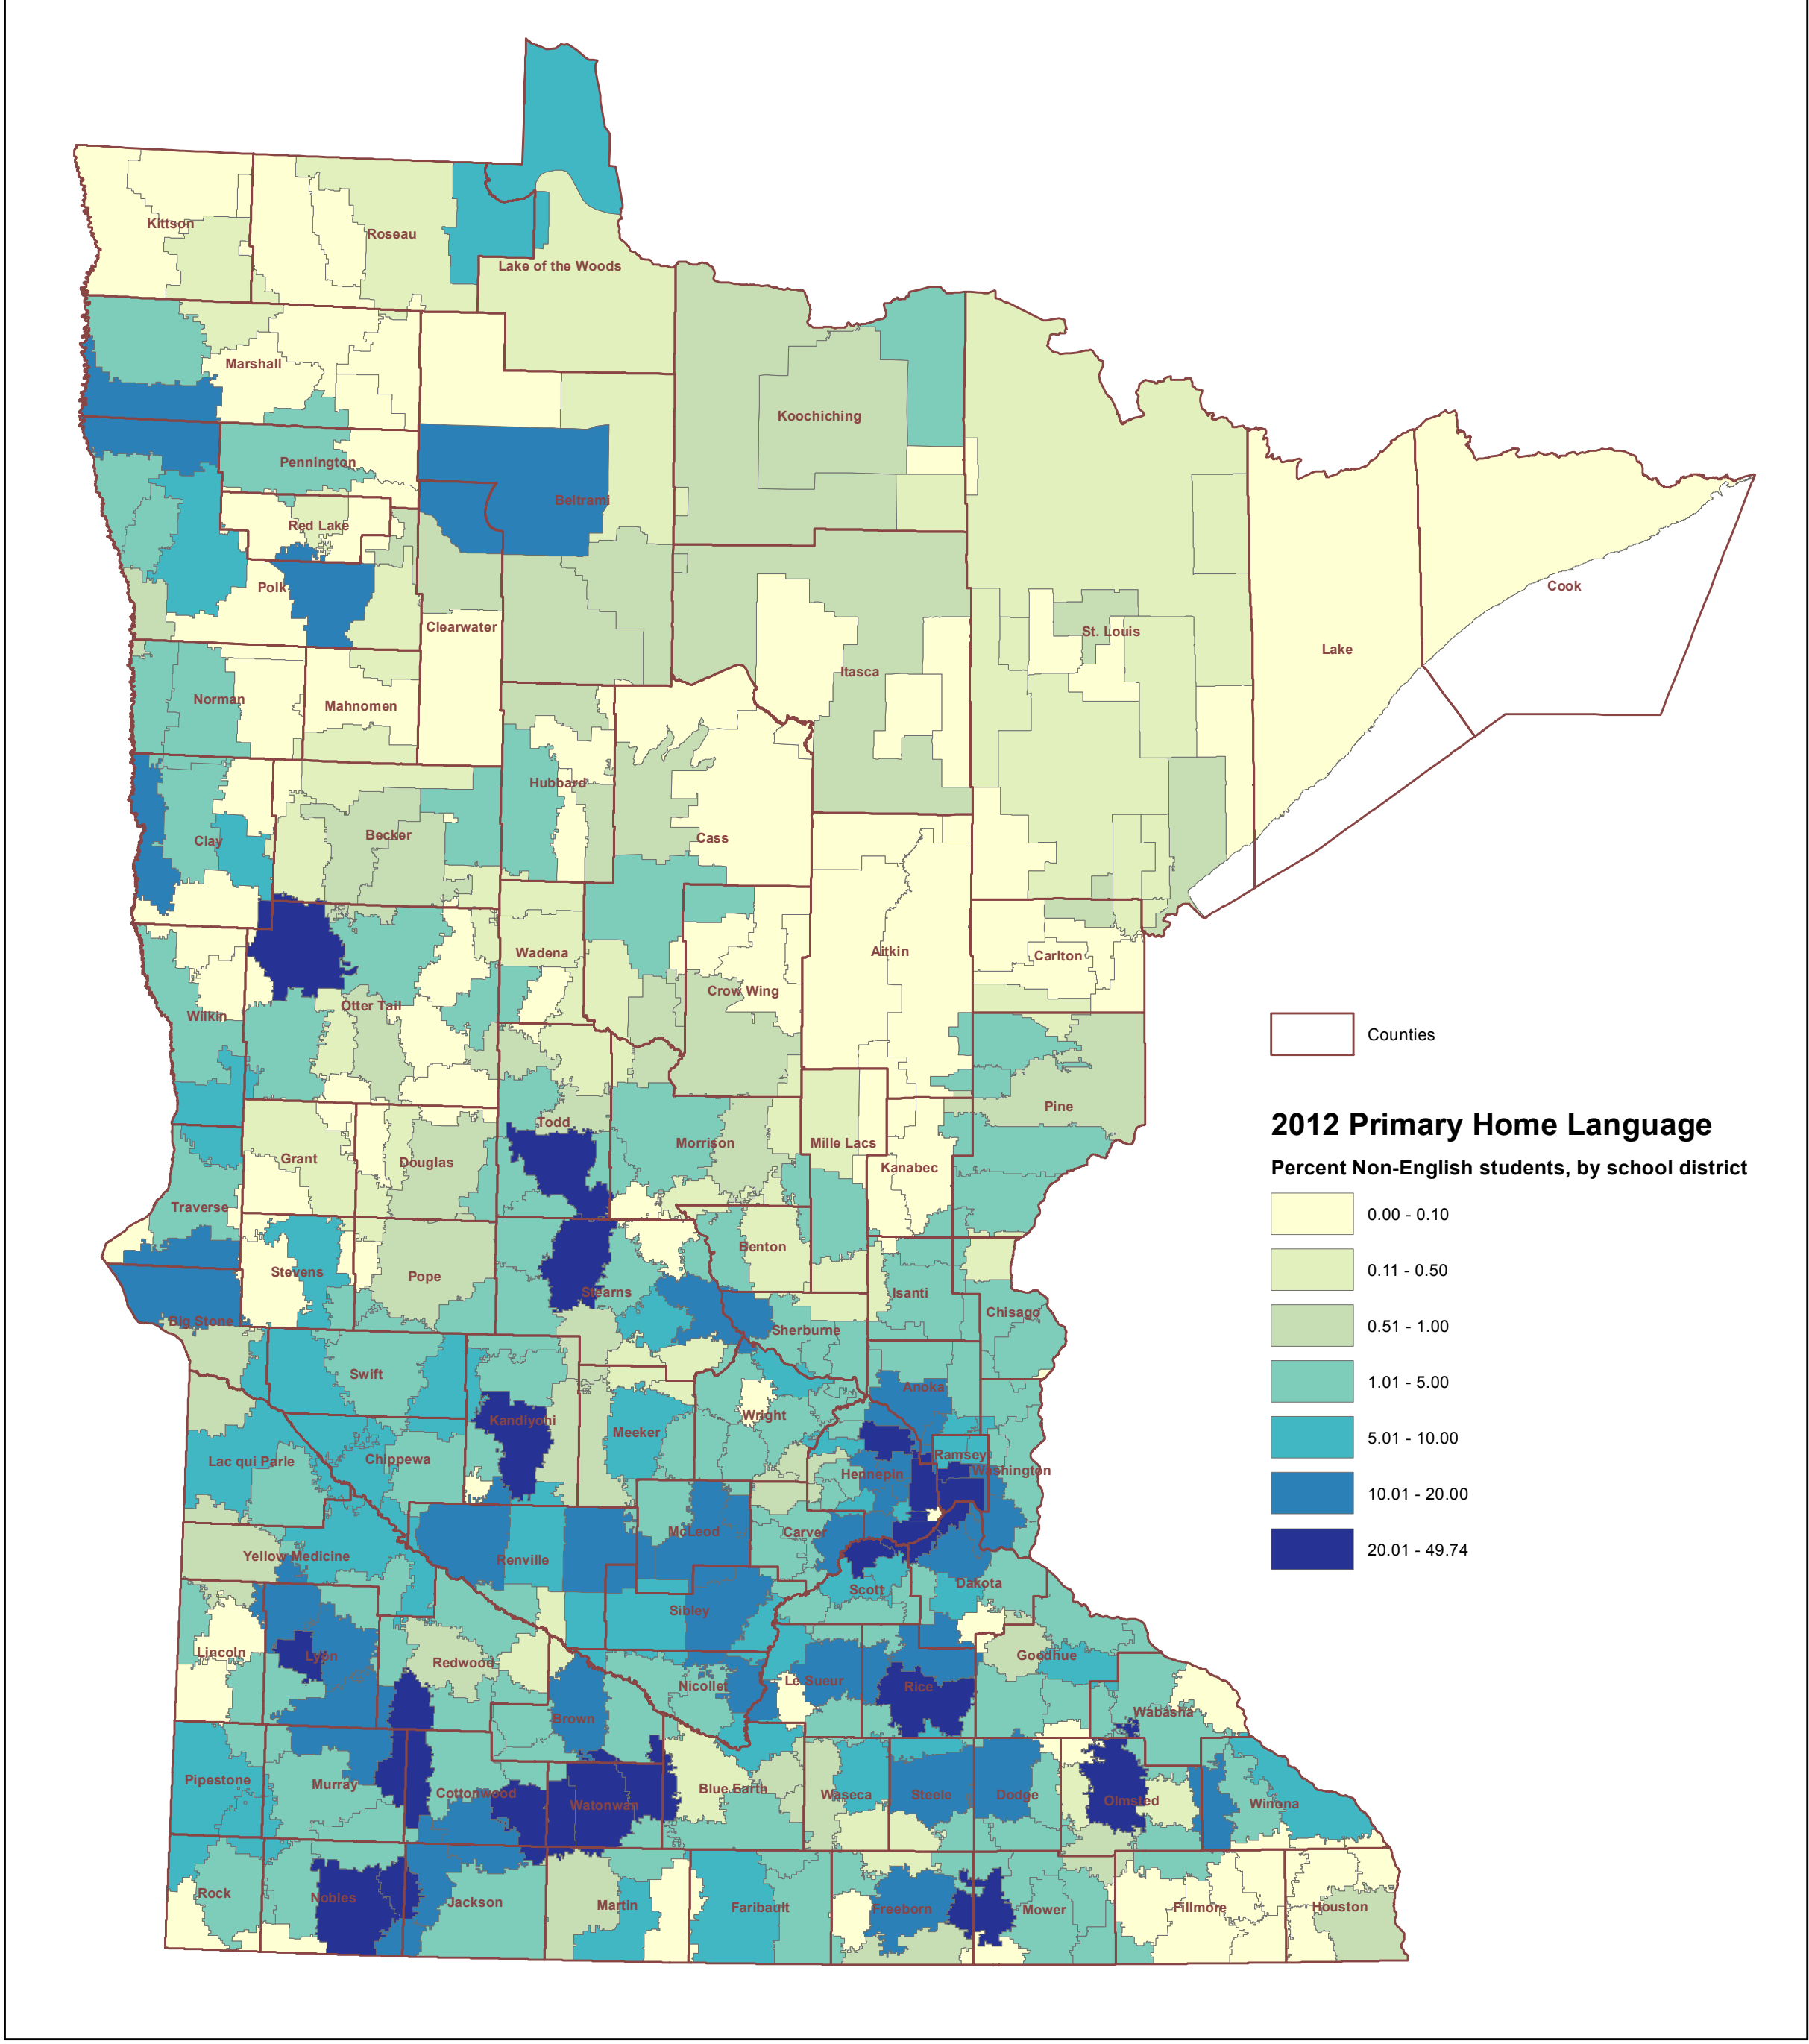 Kittson
Roseau
Lake of the Woods
Marshall
Koochiching
Pennington
Beltrami
Red Lake
Polk
Cook
Clearwater
St. Louis
Lake
Itasca
Norman
Mahnomen
Hubbard
Becker
Cass
Clay
Aitkin
Wadena
Carlton
Crow Wing
Otter Tail
Wilkin
Counties
Pine
2012 Primary Home Language
Todd
Morrison
Mille Lacs
Grant
Douglas
Kanabec
Percent Non-English students, by school district
Traverse
0.00 - 0.10
Benton
Stevens
Pope
0.11 - 0.50
Stearns
Isanti
Chisago
Big Stone
Sherburne
0.51 - 1.00
Swift
1.01 - 5.00
Anoka
Wright
Kandiyohi
Meeker
5.01 - 10.00
Lac qui Parle
Chippewa
Ramsey
Hennepin
Washington
10.01 - 20.00
McLeod
Carver
Yellow Medicine
Renville
20.01 - 49.74
Scott
Dakota
Sibley
Lincoln
Lyon
Redwood
Goodhue
Nicollet
Le Sueur
Rice
Brown
Wabasha
Pipestone
Murray
Cottonwood
Watonwan
Blue Earth
Waseca
Steele
Dodge
Olmsted
Winona
Rock
Nobles
Jackson
Martin
Faribault
Freeborn
Mower
Fillmore
Houston